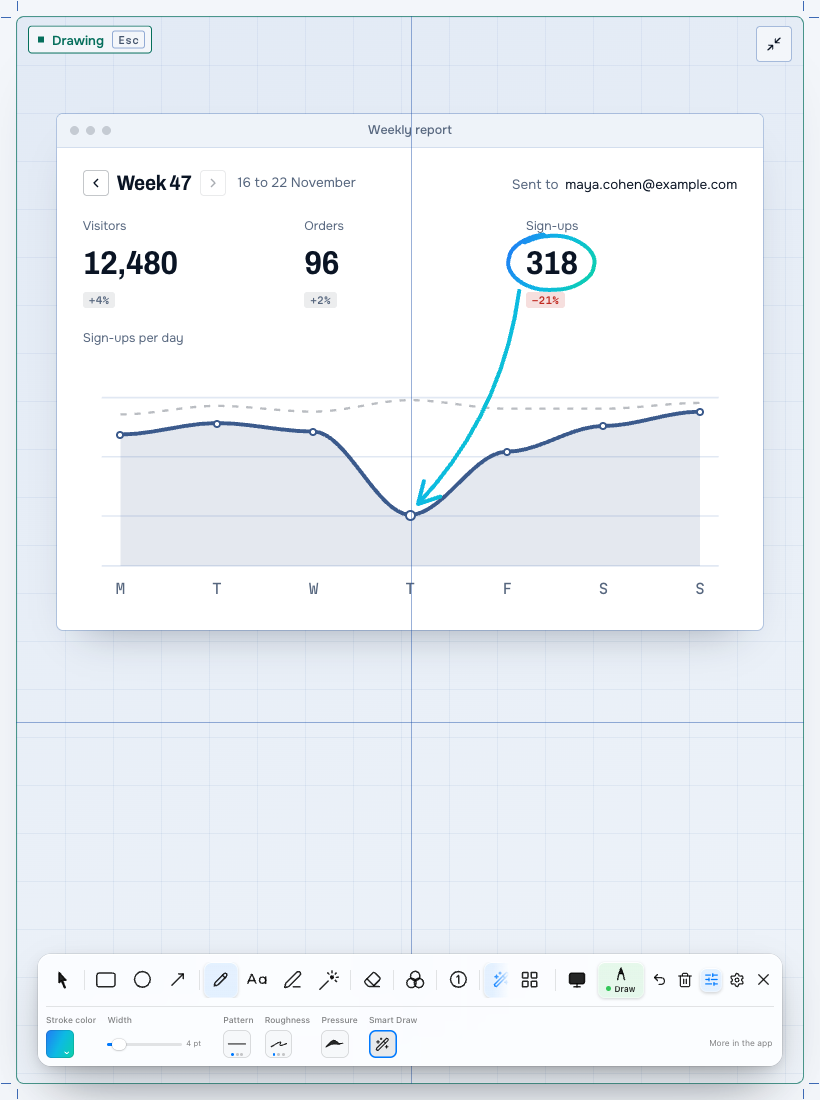 Drawing Esc
Weekly report
Week 47 16 to 22 November Sent to maya.cohen@example.com
Visitors Orders Sign-ups
12,480 96 318
+4% +2% −21%
Sign-ups per day
M T W T F S S
Aa 1 Draw
Stroke color Width Pattern Roughness Pressure Smart Draw
4 pt More in the app